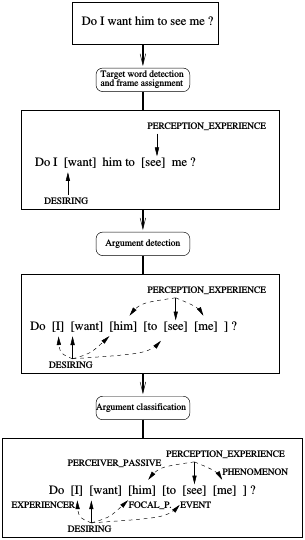 Do I want him to see me ?
Target word detection
and frame assignment
PERCEPTION_EXPERIENCE
Do I [want] him to [see] me ?
DESIRING
Argument detection
PERCEPTION_EXPERIENCE
Do [I] [want] [him] [to [see] [me] ] ?
DESIRING
Argument classification
PERCEPTION_EXPERIENCE
PERCEIVER_PASSIVE
PHENOMENON
Do [I] [want] [him] [to [see] [me] ] ?
EXPERIENCER FOCAL_P. EVENT
DESIRING